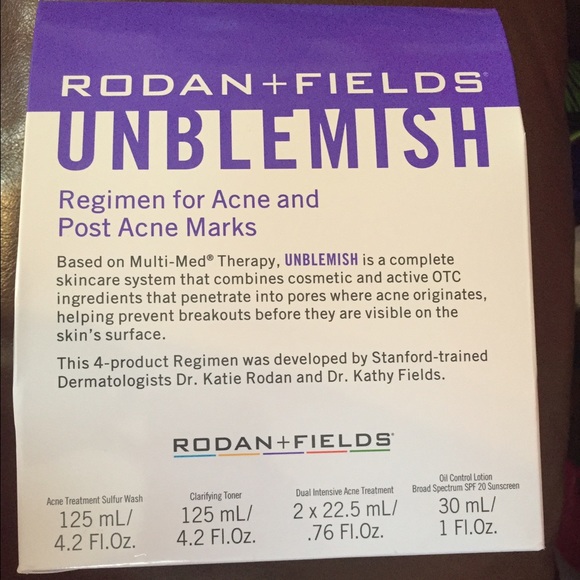 RODAN+FIELDS®
UNBLEMISH
Regimen for Acne and
Post Acne Marks
Based on Multi-Med® Therapy, UNBLEMISH is a complete
skincare system that combines cosmetic and active OTC
ingredients that penetrate into pores where acne originates,
helping prevent breakouts before they are visible on the
skin's surface.
This 4-product Regimen was developed by Stanford-trained
Dermatologists Dr. Katie Rodan and Dr. Kathy Fields.
RODAN+FIELDS®
Acne Treatment Sulfur Wash
125 mL/
4.2 Fl.Oz.
Clarifying Toner
125 mL/
4.2 Fl.Oz.
Dual Intensive Acne Treatment
2 x 22.5 mL/
.76 Fl.Oz.
Oil Control Lotion
Broad Spectrum SPF 20 Sunscreen
30 mL/
1 Fl.Oz.